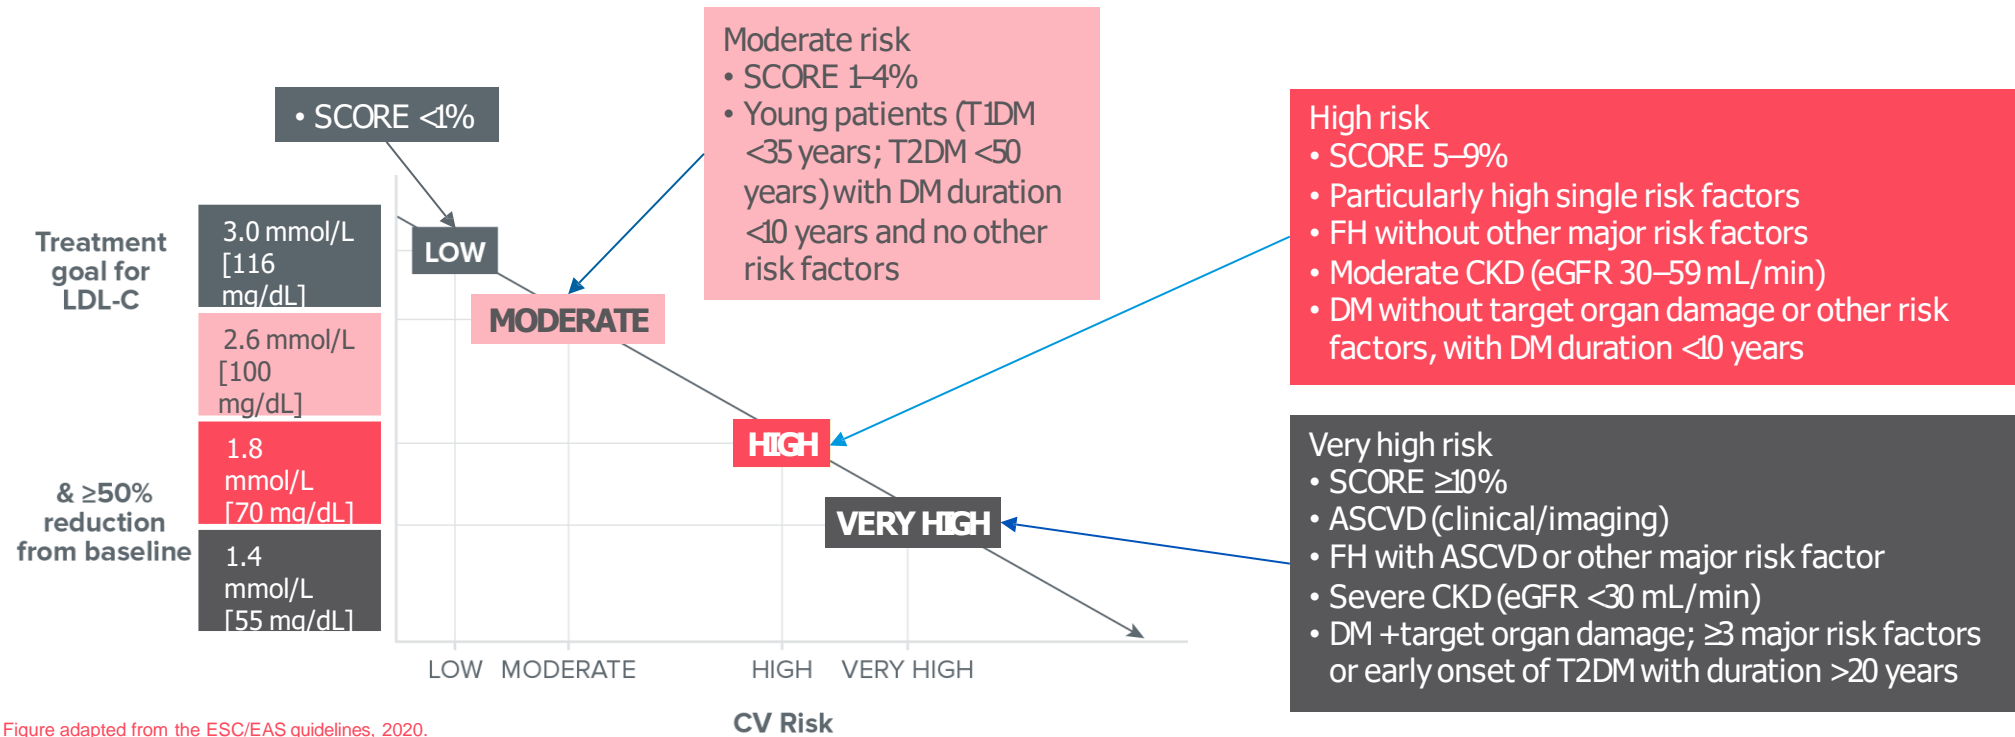 Moderate risk
• SCORE 1–4%
• Young patients (T1DM
<35 years; T2DM <50
years) with DM duration
<10 years and no other
risk factors
• SCORE <1%
High risk
• SCORE 5–9%
• Particularly high single risk factors
• FH without other major risk factors
• Moderate CKD (eGFR 30–59 mL/min)
• DM without target organ damage or other risk
factors, with DM duration <10 years
Treatment
goal for
LDL-C
3.0 mmol/L
[116
mg/dL]
2.6 mmol/L
[100
mg/dL]
1.8
mmol/L
[70 mg/dL]
1.4
mmol/L
[55 mg/dL]
& ≥50%
reduction
from baseline
LOW
MODERATE
HIGH
VERY HIGH
Very high risk
• SCORE ≥10%
• ASCVD (clinical/imaging)
• FH with ASCVD or other major risk factor
• Severe CKD (eGFR <30 mL/min)
• DM + target organ damage; ≥3 major risk factors
or early onset of T2DM with duration >20 years
LOW MODERATE HIGH VERY HIGH
CV Risk
Figure adapted from the ESC/EAS guidelines, 2020.